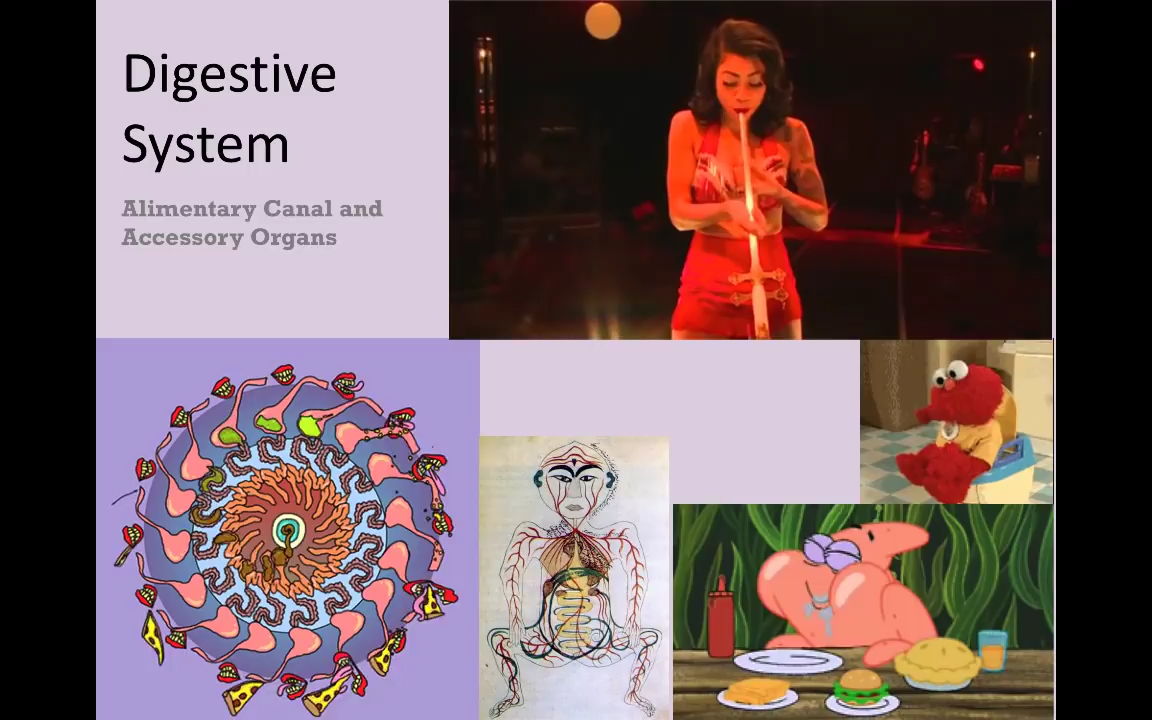 Digestive
System
Alimentary Canal and
Accessory Organs